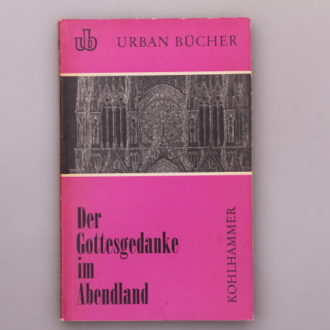 ub URBAN BÜCHER
Der
Gottesgedanke
im
Abendland
KOHLHAMMER